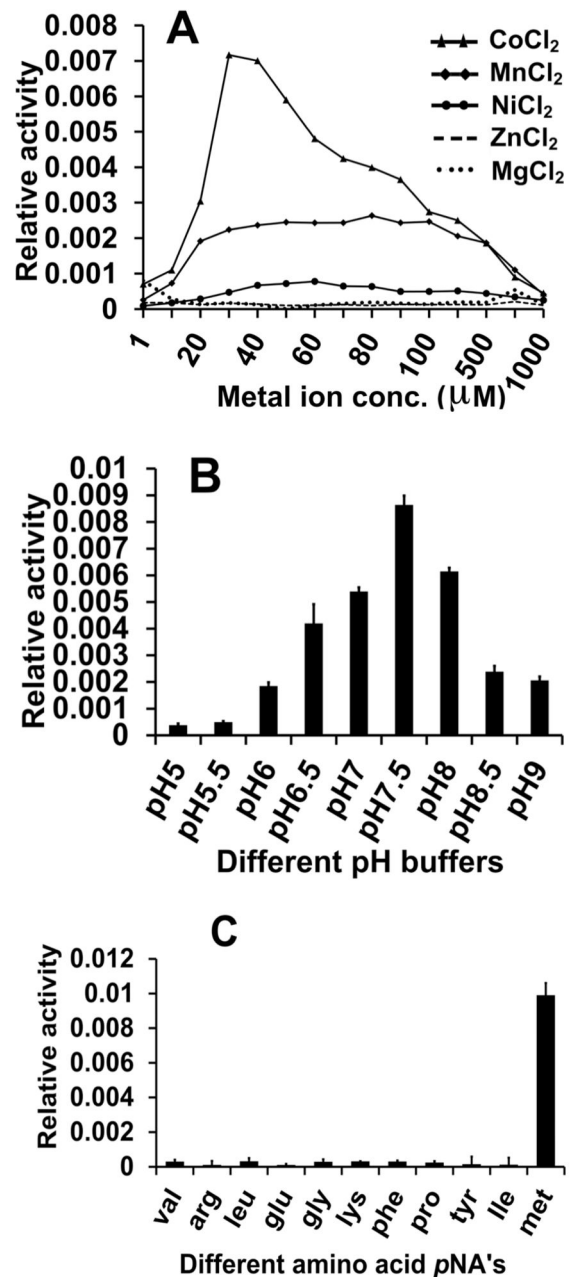 A
0.008
0.007
0.006
0.005
0.004
0.003
0.002
0.001
0
Relative activity
CoCl2
MnCl2
NiCl2
ZnCl2
MgCl2
1
20
40
60
80
100
500
1000
Metal ion conc. (μM)
B
0.01
0.009
0.008
0.007
0.006
0.005
0.004
0.003
0.002
0.001
0
Relative activity
pH5
pH5.5
pH6
pH6.5
pH7
pH7.5
pH8
pH8.5
pH9
Different pH buffers
C
0.012
0.01
0.008
0.006
0.004
0.002
0
Relative activity
val
arg
leu
glu
gly
lys
phe
pro
tyr
Ile
met
Different amino acid pNA's